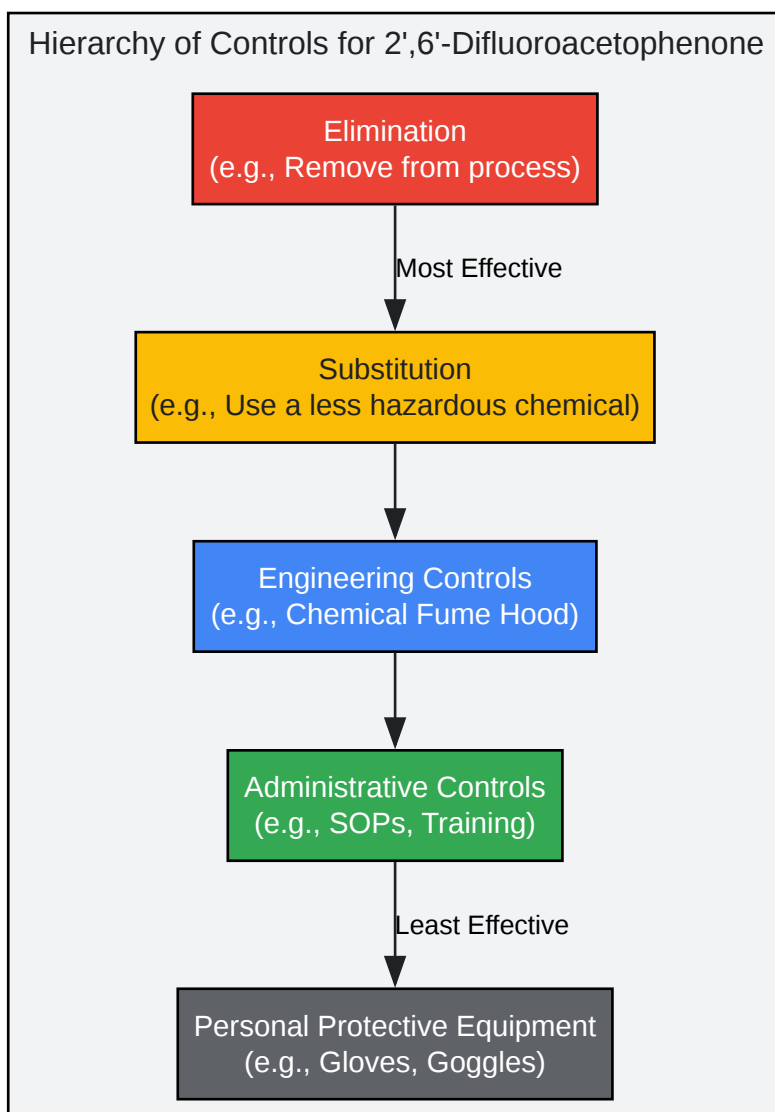 Hierarchy of Controls for 2',6'-Difluoroacetophenone
Elimination
(e.g., Remove from process)
Most Effective
Substitution
(e.g., Use a less hazardous chemical)
Engineering Controls
(e.g., Chemical Fume Hood)
Administrative Controls
(e.g., SOPs, Training)
Least Effective
Personal Protective Equipment
(e.g., Gloves, Goggles)